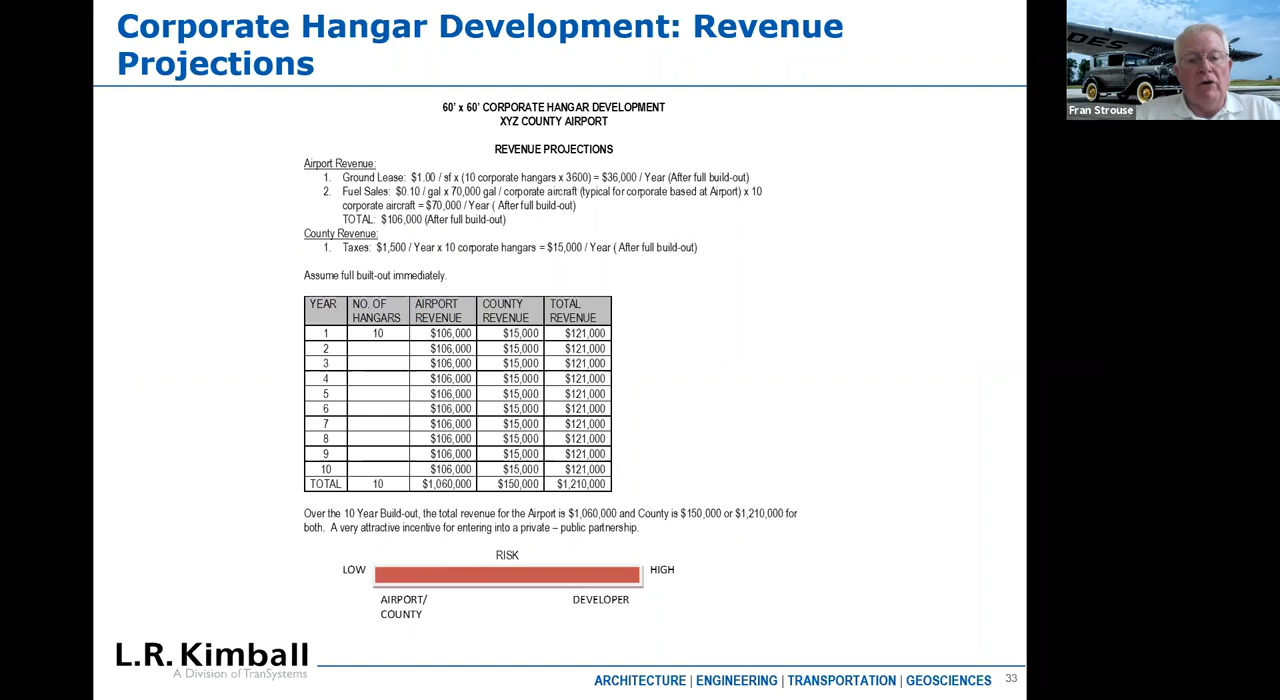 Corporate Hangar Development: Revenue
Projections
60' x 60' CORPORATE HANGAR DEVELOPMENT
XYZ COUNTY AIRPORT
REVENUE PROJECTIONS
Airport Revenue:
1. Ground Lease: $1.00 / sf x (10 corporate hangars x 3600) = $36,000 / Year (After full build-out)
2. Fuel Sales: $0.10 / gal x 70,000 gal / corporate aircraft (typical for corporate based at Airport) x 10
corporate aircraft = $70,000 / Year ( After full build-out)
TOTAL: $106,000 (After full build-out)
County Revenue:
1. Taxes: $1,500 / Year x 10 corporate hangars = $15,000 / Year ( After full build-out)
Assume full built-out immediately.
YEAR NO. OF AIRPORT COUNTY TOTAL
HANGARS REVENUE REVENUE REVENUE
1 10 $106,000 $15,000 $121,000
2 $106,000 $15,000 $121,000
3 $106,000 $15,000 $121,000
4 $106,000 $15,000 $121,000
5 $106,000 $15,000 $121,000
6 $106,000 $15,000 $121,000
7 $106,000 $15,000 $121,000
8 $106,000 $15,000 $121,000
9 $106,000 $15,000 $121,000
10 $106,000 $15,000 $121,000
TOTAL 10 $1,060,000 $150,000 $1,210,000
Over the 10 Year Build-out, the total revenue for the Airport is $1,060,000 and County is $150,000 or $1,210,000 for
both. A very attractive incentive for entering into a private – public partnership.
RISK
LOW HIGH
AIRPORT/ DEVELOPER
COUNTY
L.R. Kimball
A Division of TranSystems
ARCHITECTURE | ENGINEERING | TRANSPORTATION | GEOSCIENCES 33
DES
Fran Strouse